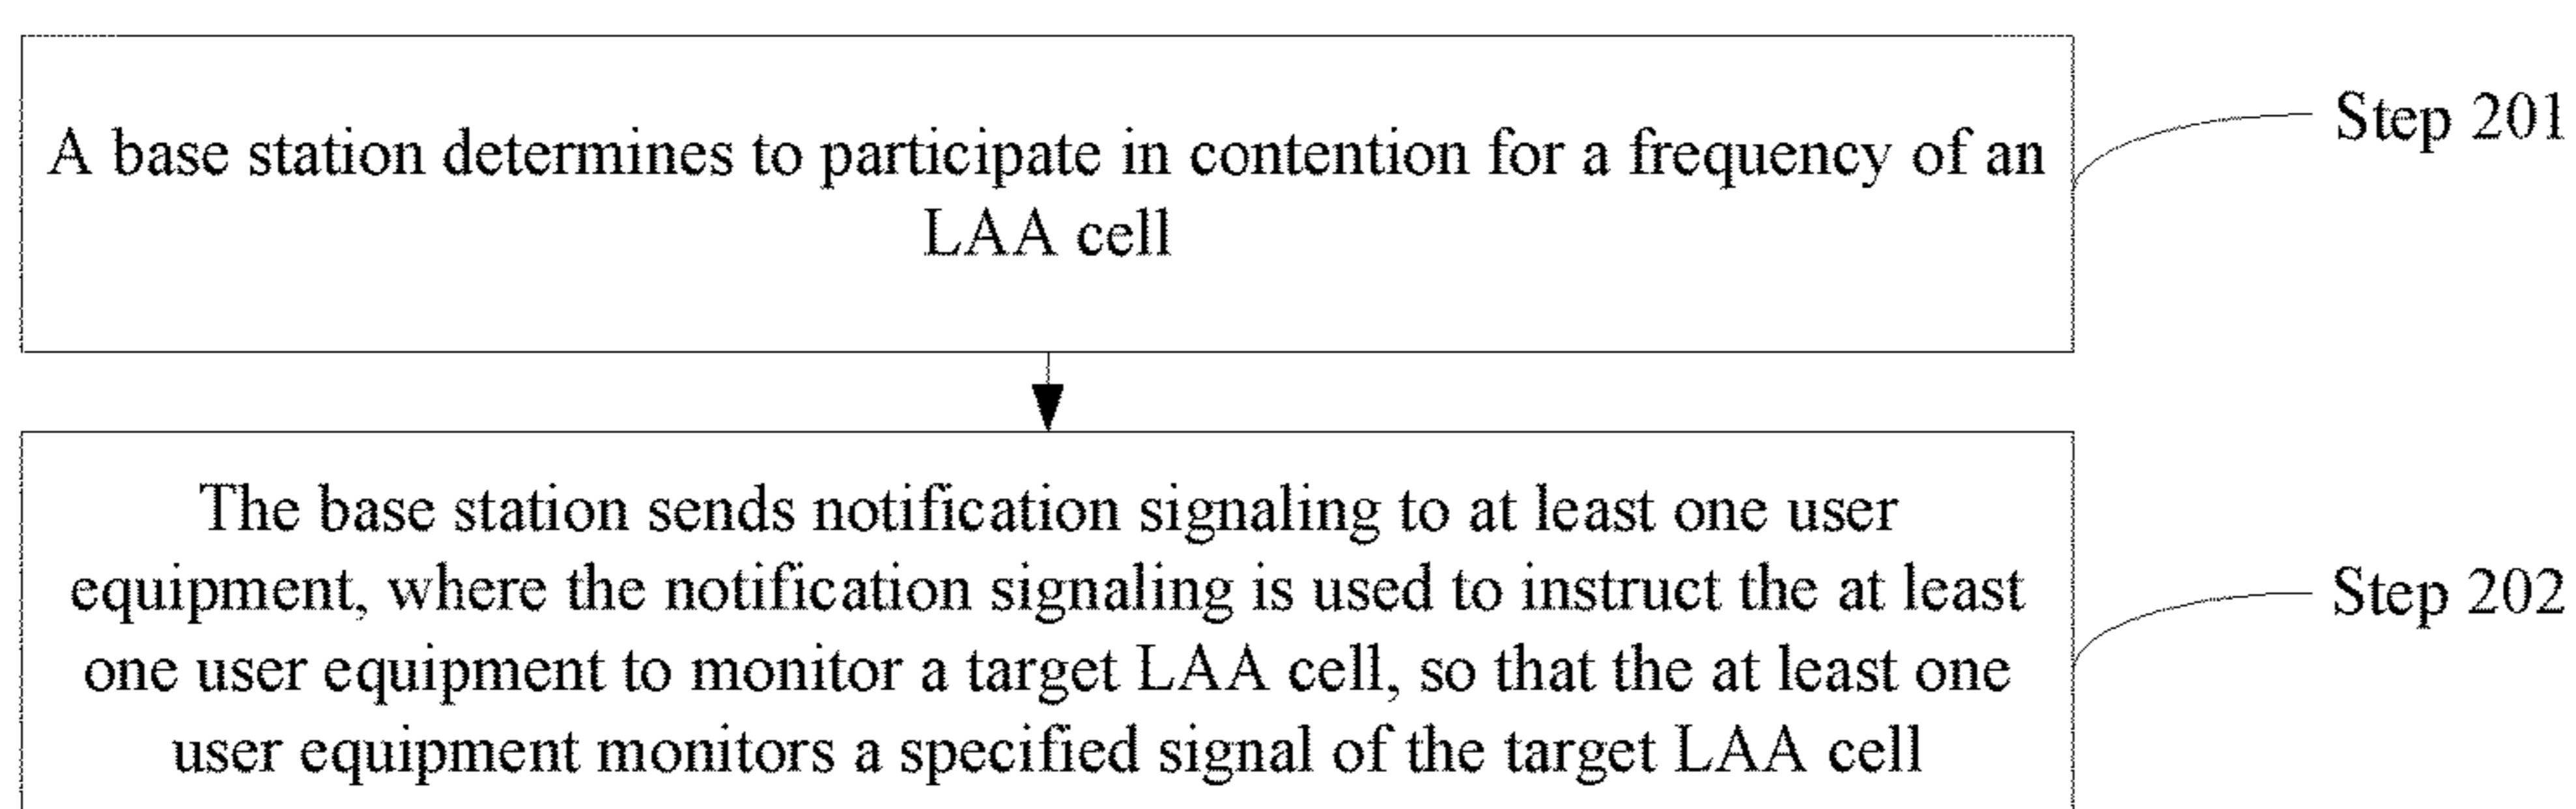 A base station determines to participate in contention for a frequency of an
LAA cell
Step 201
The base station sends notification signaling to at least one user
equipment, where the notification signaling is used to instruct the at least
one user equipment to monitor a target LAA cell, so that the at least one
user equipment monitors a specified signal of the target LAA cell
Step 202